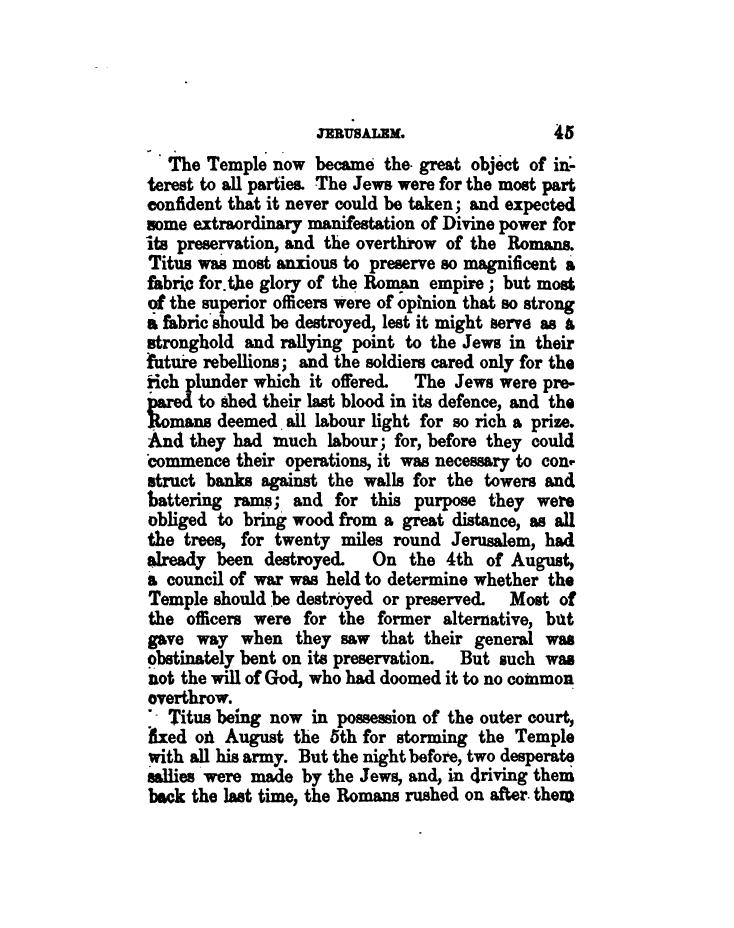 JERUSALEM. 45
The Temple now became the great object of in-
terest to all parties. The Jews were for the most part
confident that it never could be taken; and expected
some extraordinary manifestation of Divine power for
its preservation, and the overthrow of the Romans.
Titus was most anxious to preserve so magnificent a
fabric for the glory of the Roman empire; but most
of the superior officers were of opinion that so strong
a fabric should be destroyed, lest it might serve as a
stronghold and rallying point to the Jews in their
future rebellions; and the soldiers cared only for the
rich plunder which it offered. The Jews were pre-
pared to shed their last blood in its defence, and the
Romans deemed all labour light for so rich a prize.
And they had much labour; for, before they could
commence their operations, it was necessary to con-
struct banks against the walls for the towers and
battering rams; and for this purpose they were
obliged to bring wood from a great distance, as all
the trees, for twenty miles round Jerusalem, had
already been destroyed. On the 4th of August,
a council of war was held to determine whether the
Temple should be destroyed or preserved. Most of
the officers were for the former alternative, but
gave way when they saw that their general was
obstinately bent on its preservation. But such was
not the will of God, who had doomed it to no common
overthrow.
Titus being now in possession of the outer court,
fixed on August the 5th for storming the Temple
with all his army. But the night before, two desperate
sallies were made by the Jews, and, in driving them
back the last time, the Romans rushed on after them